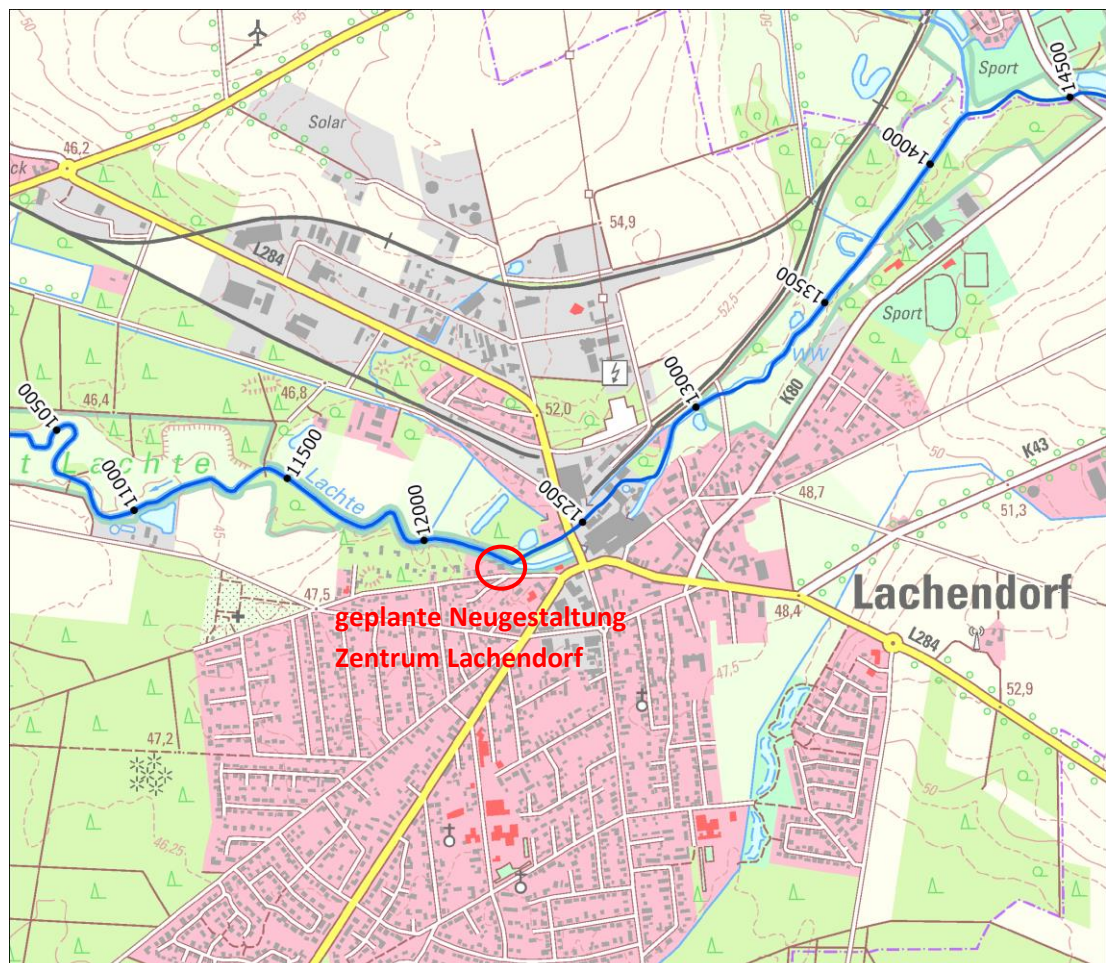 50
Solar
Sport
14500
46,2
ck
14000
54,9
L284
52,5
13500
Sport
ww
46,8
46,4
52,0
13000
K80
10500
t Lachte
11000
11500
Lachte
12000
12500
K43
50
48,7
51,3
45
47,5
geplante Neugestaltung
Zentrum Lachendorf
48,4
Lachendorf
L284
47,5
52,9
47,2
50
46,25